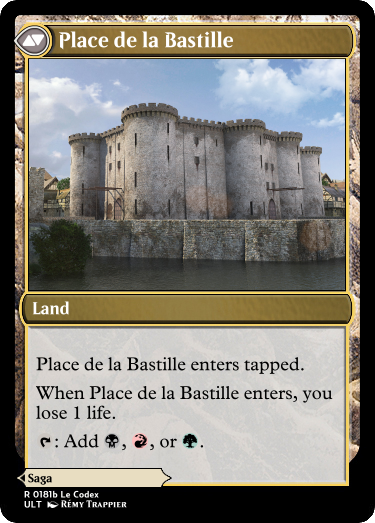 Place de la Bastille
Land
Place de la Bastille enters tapped.
When Place de la Bastille enters, you
lose 1 life.
: Add , , or .
Saga
R 0181b Le Codex
ULT Rémy Trappier